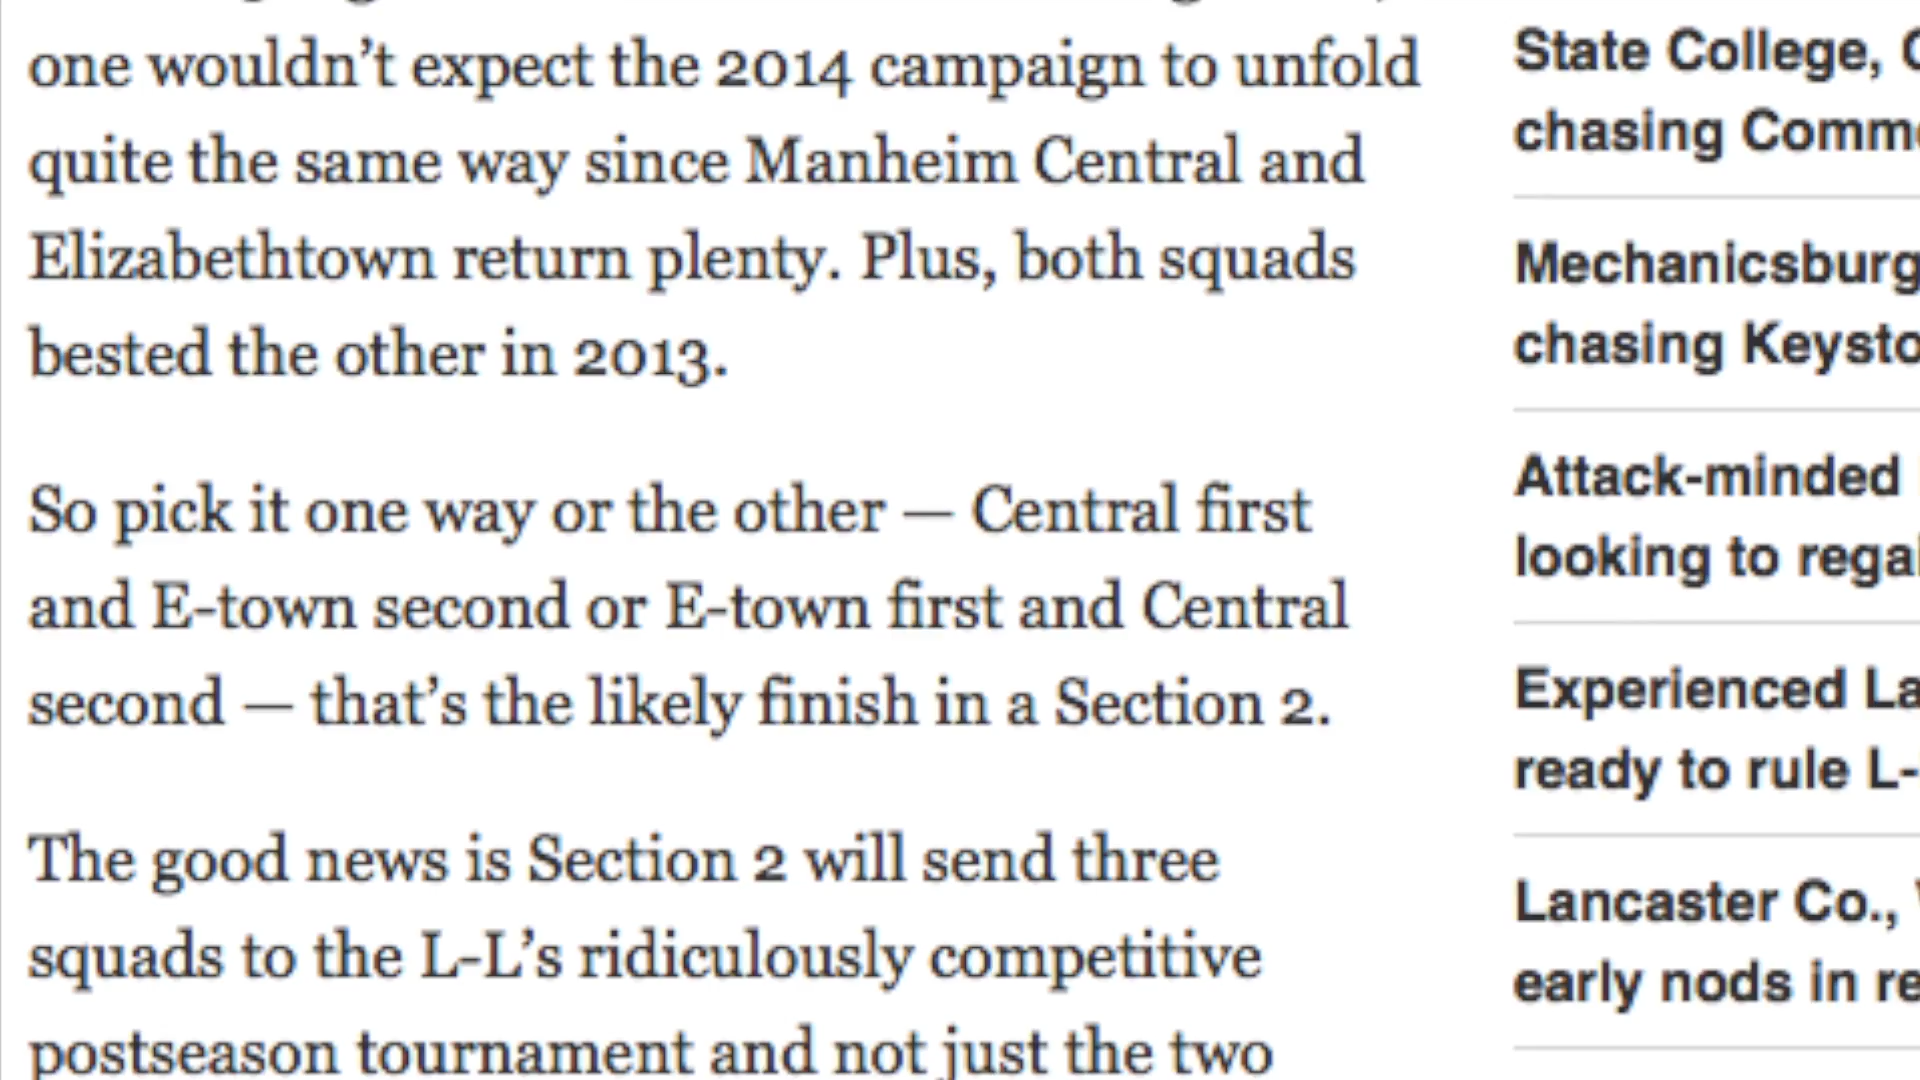 one wouldn’t expect the 2014 campaign to unfold
quite the same way since Manheim Central and
Elizabethtown return plenty. Plus, both squads
bested the other in 2013.
So pick it one way or the other — Central first
and E-town second or E-town first and Central
second — that’s the likely finish in a Section 2.
The good news is Section 2 will send three
squads to the L-L’s ridiculously competitive
postseason tournament and not just the two
State College,
chasing
Mechanicsburg
chasing
Attack-minded
looking to
Experienced
ready to rule
Lancaster Co.,
early nods in